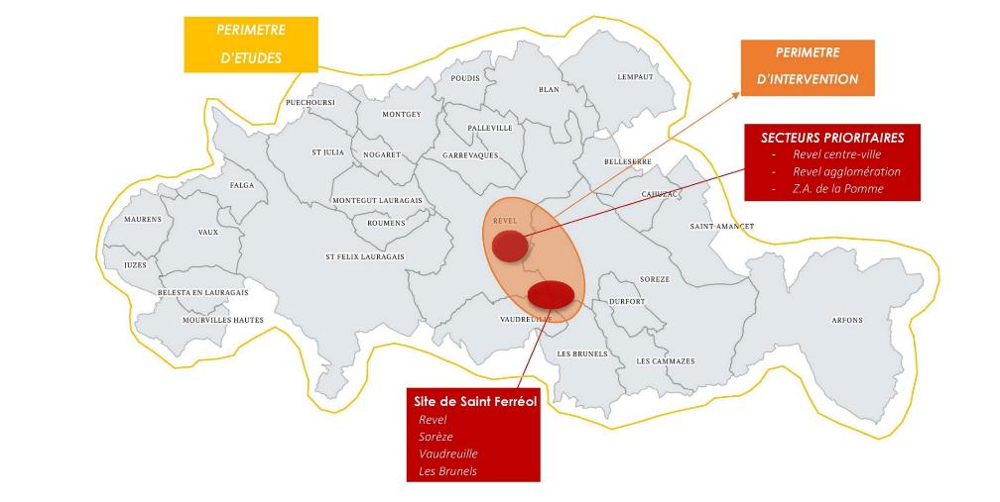 PERIMETRE
D'ETUDES
PERIMETRE
D'INTERVENTION
SECTEURS PRIORITAIRES
- Revel centre-ville
- Revel agglomération
- Z.A. de la Pomme
LEMPAUT
POUDIS
BLAN
PUECHOURSI
MONTGEY
PALLEVILLE
ST JULIA
NOGARET
GARREVAQUES
BELLESERRE
FALGA
CAHUZAC
MONTEGUT LAURAGAIS
MAURENS
ROUMENS
REVEL
SAINT-AMANCET
VAUX
ST FELIX LAURAGAIS
JUZES
SOREZE
BELESTA EN LAURAGAIS
DURFORT
MOURVILLES HAUTES
VAUDREUILLE
ARFONS
LES BRUNELS
LES CAMMAZES
Site de Saint Ferréol
Revel
Sorèze
Vaudreuille
Les Brunels